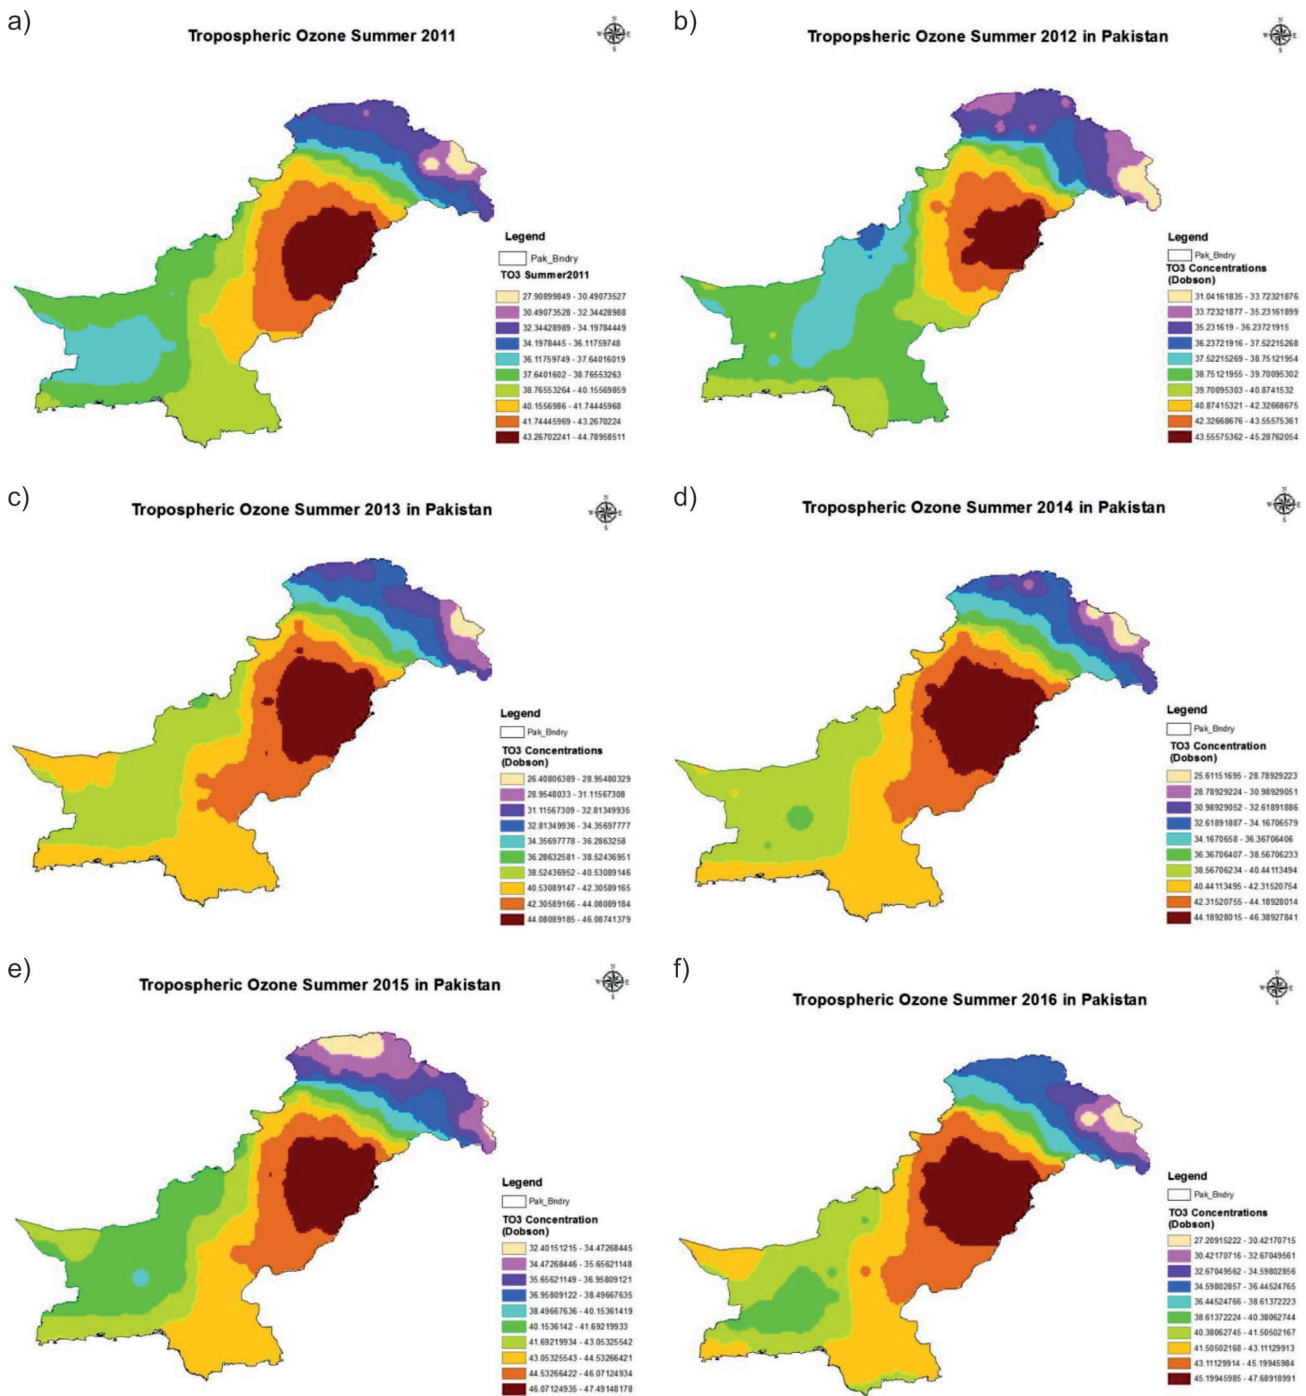 a)
Tropospheric Ozone Summer 2011
N
W E
S
Legend
Pak_Bndry
TO3 Summer2011
27.90899849 - 30.49073527
30.49073528 - 32.34428988
32.34428989 - 34.19784449
34.1978445 - 36.11759748
36.11759749 - 37.64016019
37.6401602 - 38.76553263
38.76553264 - 40.15569859
40.1556986 - 41.74445968
41.74445969 - 43.2670224
43.26702241 - 44.78958511
b)
Tropopsheric Ozone Summer 2012 in Pakistan
N
W E
S
Legend
Pak_Bndry
TO3 Concentrations
(Dobson)
31.04161835 - 33.72321876
33.72321877 - 35.23161899
35.231619 - 36.23721915
36.23721916 - 37.52215268
37.52215269 - 38.75121954
38.75121955 - 39.70095302
39.70095303 - 40.8741532
40.87415321 - 42.32668675
42.32668676 - 43.55575361
43.55575362 - 45.28762054
c)
Tropospheric Ozone Summer 2013 in Pakistan
N
W E
S
Legend
Pak_Bndry
TO3 Concentrations
(Dobson)
26.40806389 - 28.95480329
28.9548033 - 31.11567308
31.11567309 - 32.81349935
32.81349936 - 34.35697777
34.35697778 - 36.2863258
36.28632581 - 38.52436951
38.52436952 - 40.53089146
40.53089147 - 42.30589165
42.30589166 - 44.08089184
44.08089185 - 46.08741379
d)
Tropospheric Ozone Summer 2014 in Pakistan
N
W E
S
Legend
Pak_Bndry
TO3 Concentration
(Dobson)
25.61151695 - 28.78929223
28.78929224 - 30.98929051
30.98929052 - 32.61891886
32.61891887 - 34.16706579
34.1670658 - 36.36706406
36.36706407 - 38.56706233
38.56706234 - 40.44113494
40.44113495 - 42.31520754
42.31520755 - 44.18928014
44.18928015 - 46.38927841
e)
Tropospheric Ozone Summer 2015 in Pakistan
N
W E
S
Legend
Pak_Bndry
TO3 Concentration
(Dobson)
32.40151215 - 34.47268445
34.47268446 - 35.65621148
35.65621149 - 36.95809121
36.95809122 - 38.49667635
38.49667636 - 40.15361419
40.1536142 - 41.69219933
41.69219934 - 43.05325542
43.05325543 - 44.53266421
44.53266422 - 46.07124934
46.07124935 - 47.49148178
f)
Tropospheric Ozone Summer 2016 in Pakistan
N
W E
S
Legend
Pak_Bndry
TO3 Concentrations
(Dobson)
27.20915222 - 30.42170715
30.42170716 - 32.67049561
32.67049562 - 34.59802856
34.59802857 - 36.44524765
36.44524766 - 38.61372223
38.61372224 - 40.38062744
40.38062745 - 41.50502167
41.50502168 - 43.11129913
43.11129914 - 45.19945984
45.19945985 - 47.68918991